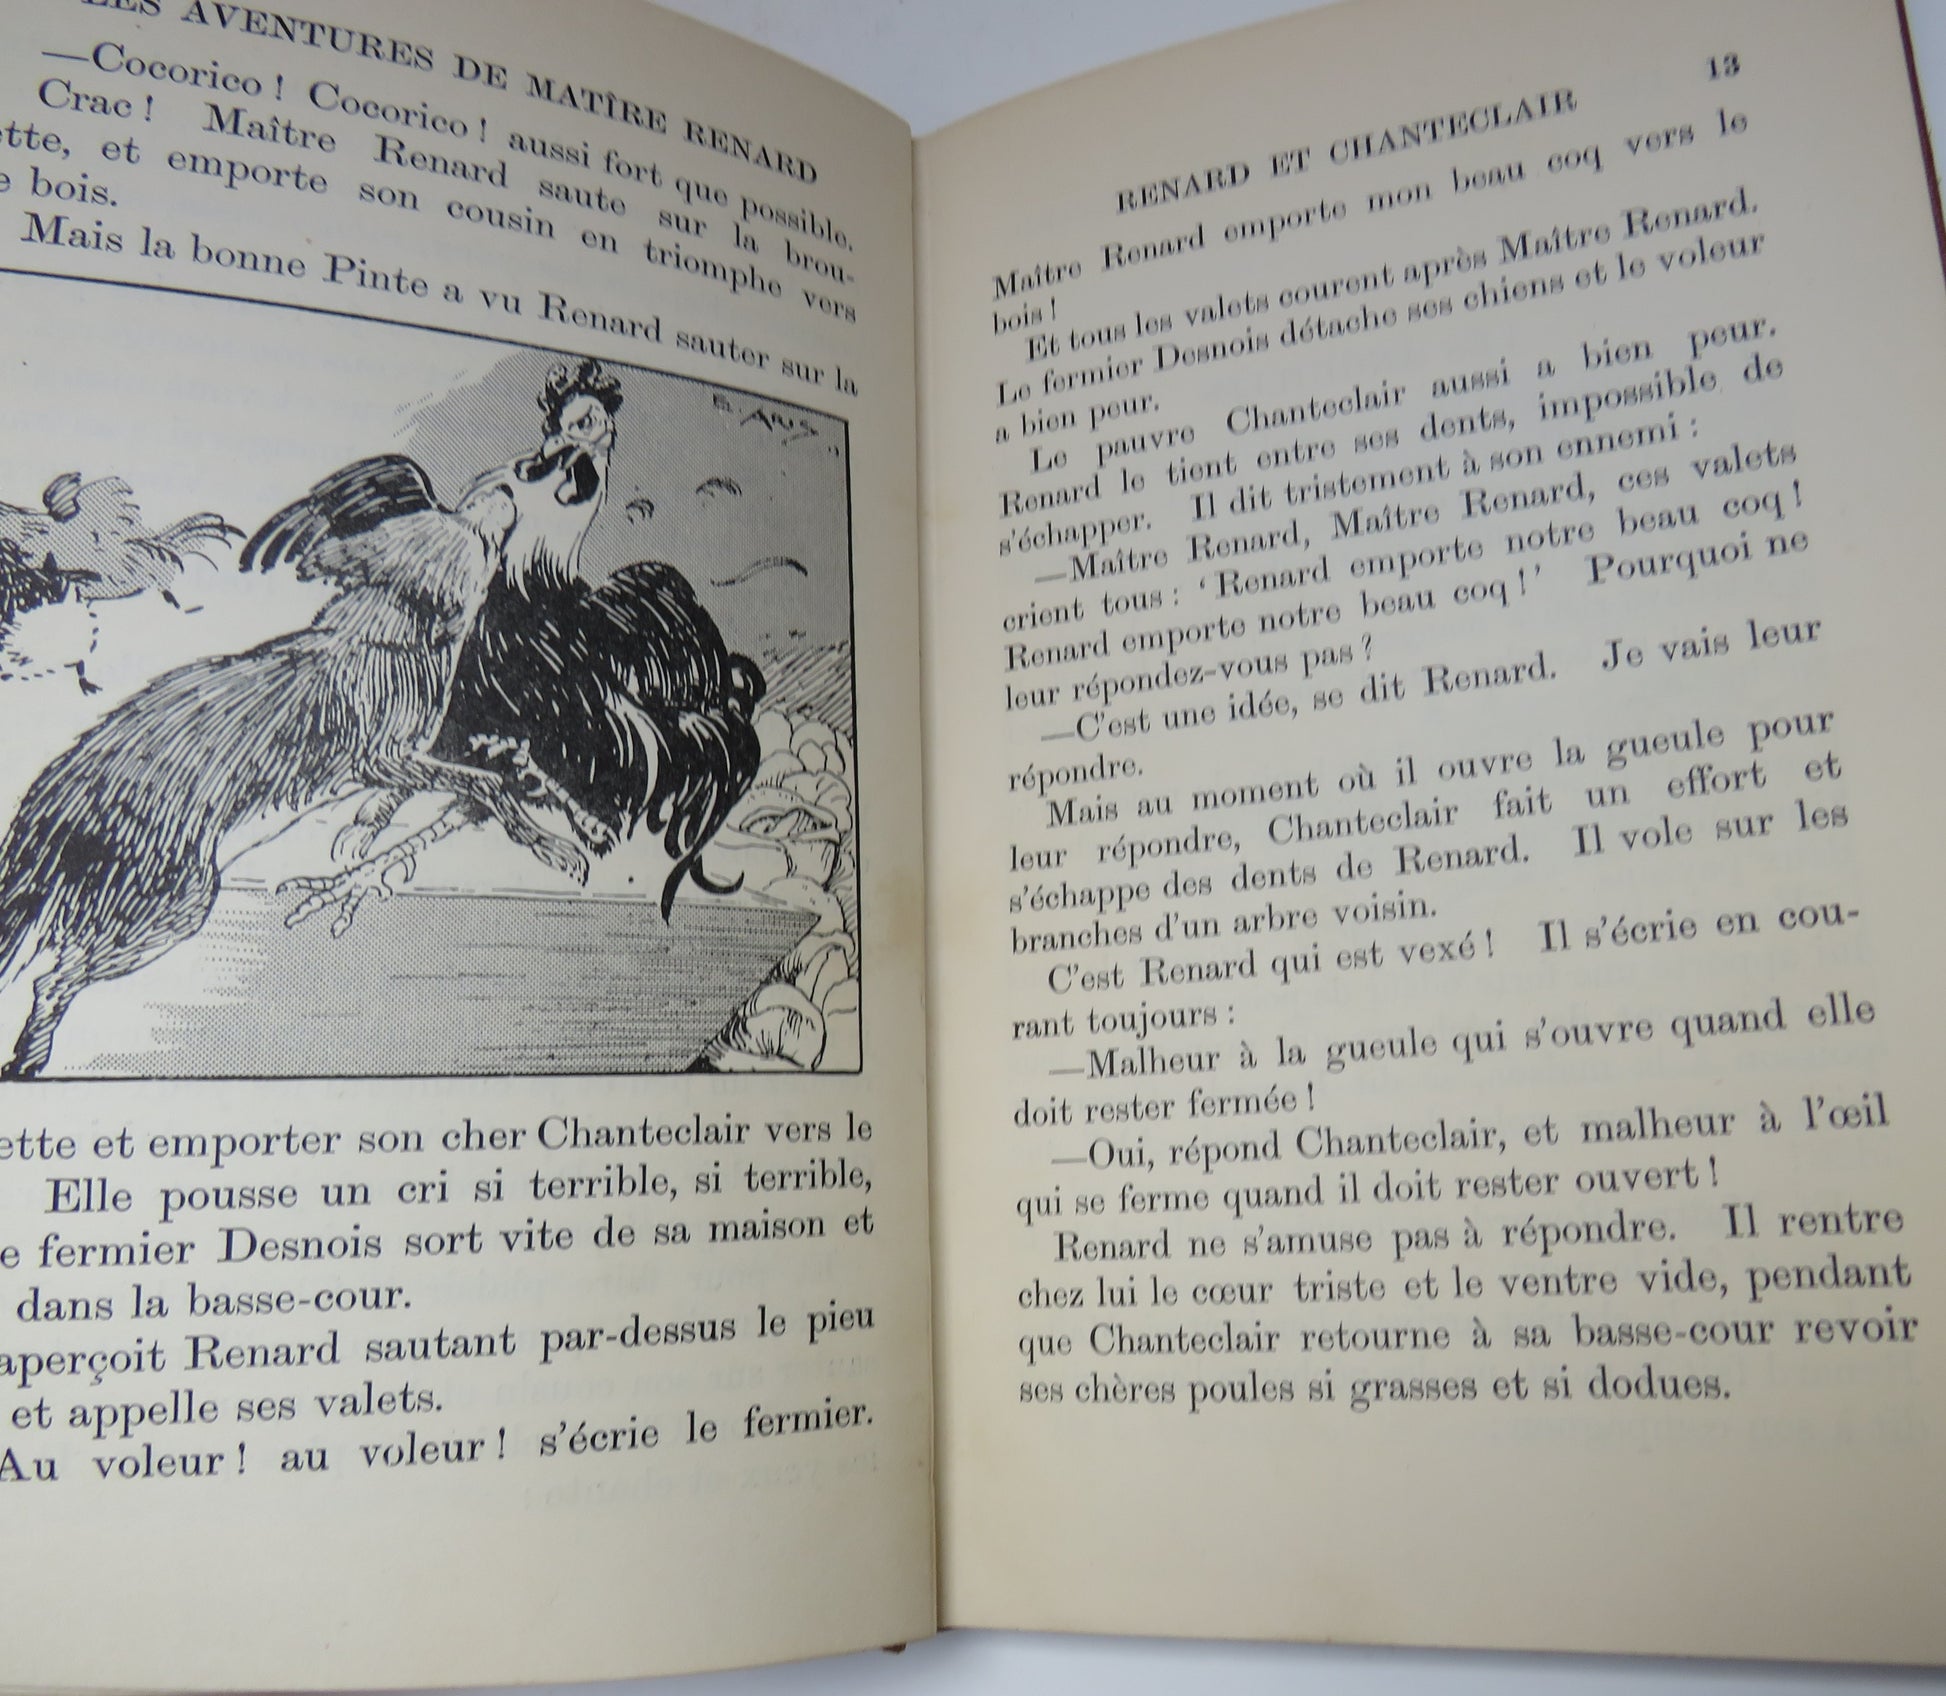 LES AVENTURES DE MATÎRE RENARD
—Cocorico ! Cocorico ! aussi fort que possible.
Crac ! Maître Renard saute sur la brou-
ette, et emporte son cousin en triomphe vers
e bois.
Mais la bonne Pinte a vu Renard sauter sur la
ette et emporter son cher Chanteclair vers le
Elle pousse un cri si terrible, si terrible,
e fermier Desnois sort vite de sa maison et
dans la basse-cour.
aperçoit Renard sautant par-dessus le pieu
et appelle ses valets.
Au voleur ! au voleur ! s'écrie le fermier.
RENARD ET CHANTECLAIR 13
Maître Renard emporte mon beau coq vers le
bois !
Et tous les valets courent après Maître Renard.
Le fermier Desnois détache ses chiens et le voleur
a bien peur.
Le pauvre Chanteclair aussi a bien peur.
Renard le tient entre ses dents, impossible de
s'échapper. Il dit tristement à son ennemi :
—Maître Renard, Maître Renard, ces valets
crient tous : ‘Renard emporte notre beau coq !
Renard emporte notre beau coq !’ Pourquoi ne
leur répondez-vous pas ?
—C'est une idée, se dit Renard. Je vais leur
répondre.
Mais au moment où il ouvre la gueule pour
leur répondre, Chanteclair fait un effort et
s'échappe des dents de Renard. Il vole sur les
branches d'un arbre voisin.
C'est Renard qui est vexé ! Il s'écrie en cou-
rant toujours :
—Malheur à la gueule qui s'ouvre quand elle
doit rester fermée !
—Oui, répond Chanteclair, et malheur à l'œil
qui se ferme quand il doit rester ouvert !
Renard ne s'amuse pas à répondre. Il rentre
chez lui le cœur triste et le ventre vide, pendant
que Chanteclair retourne à sa basse-cour revoir
ses chères poules si grasses et si dodues.